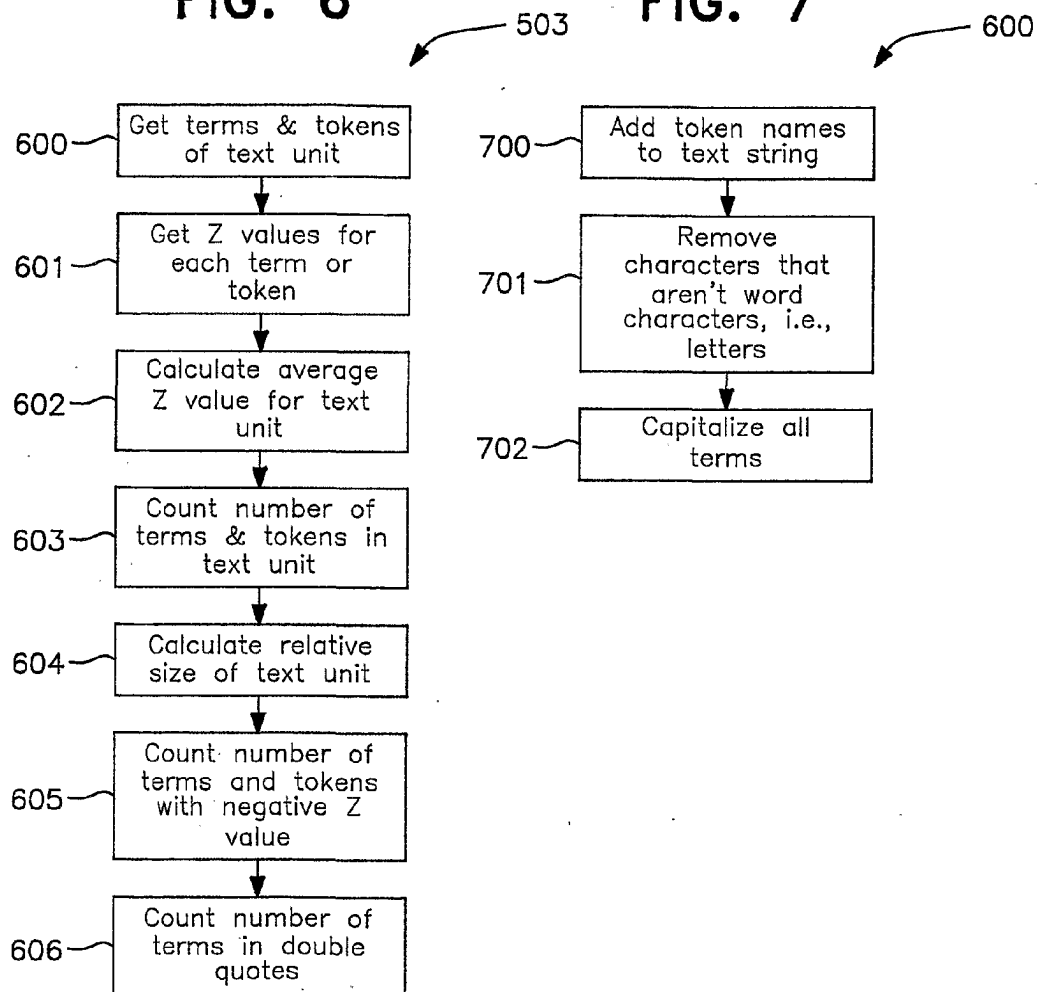 FIG. 6
503
600
Get terms & tokens
of text unit
601
Get Z values for
each term or
token
602
Calculate average
Z value for text
unit
603
Count number of
terms & tokens in
text unit
604
Calculate relative
size of text unit
605
Count number of
terms and tokens
with negative Z
value
606
Count number of
terms in double
quotes
FIG. 7
600
700
Add token names
to text string
701
Remove
characters that
aren't word
characters, i.e.,
letters
702
Capitalize all
terms